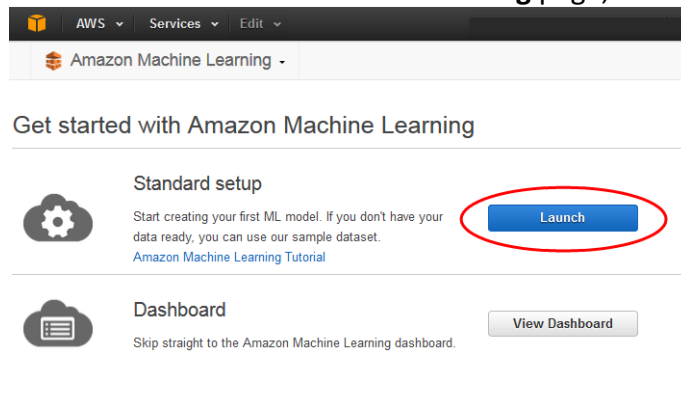 g page,
AWS Services Edit
Amazon Machine Learning
Get started with Amazon Machine Learning
Standard setup
Start creating your first ML model. If you don't have your
data ready, you can use our sample dataset.
Amazon Machine Learning Tutorial
Launch
Dashboard
Skip straight to the Amazon Machine Learning dashboard.
View Dashboard